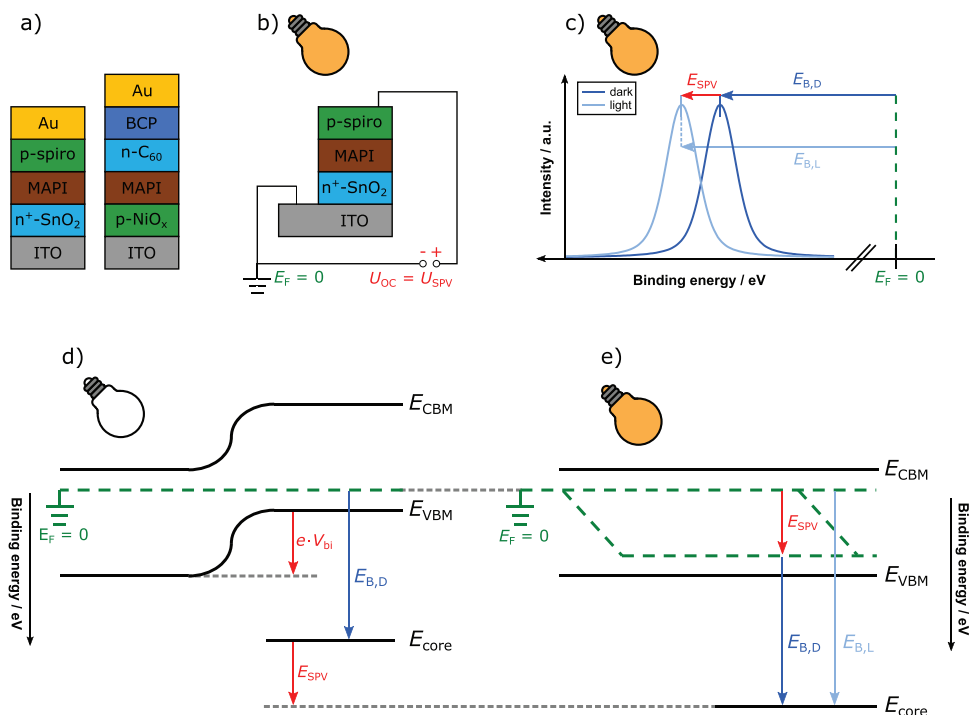 a)
Au
p-spiro
MAPI
n⁺-SnO₂
ITO
Au
BCP
n-C₆₀
MAPI
p-NiOₓ
ITO
b)
p-spiro
MAPI
n⁺-SnO₂
ITO
- +
E_F = 0
U_OC = U_SPV
c)
Intensity / a.u.
dark
light
E_SPV
E_B,D
E_B,L
Binding energy / eV
E_F = 0
d)
E_CBM
E_F = 0
E_VBM
e·V_bi
E_B,D
E_core
E_SPV
Binding energy / eV
e)
E_CBM
E_F = 0
E_SPV
E_VBM
E_B,D
E_B,L
E_core
Binding energy / eV